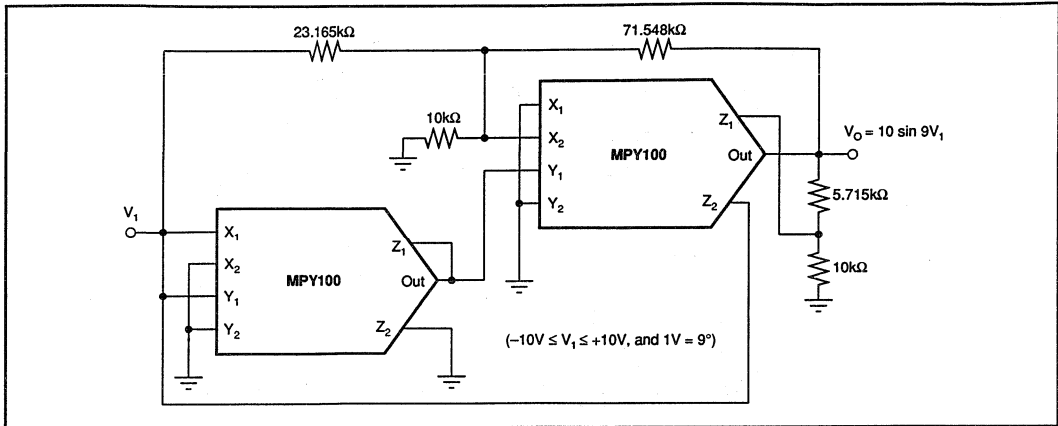 23.165kΩ
71.548kΩ
10kΩ
X₁
X₂
Y₁
Y₂
MPY100
Z₁
Out
Z₂
V₀ = 10 sin 9V₁
5.715kΩ
10kΩ
V₁
X₁
X₂
Y₁
Y₂
MPY100
Z₁
Out
Z₂
(–10V ≤ V₁ ≤ +10V, and 1V = 9°)